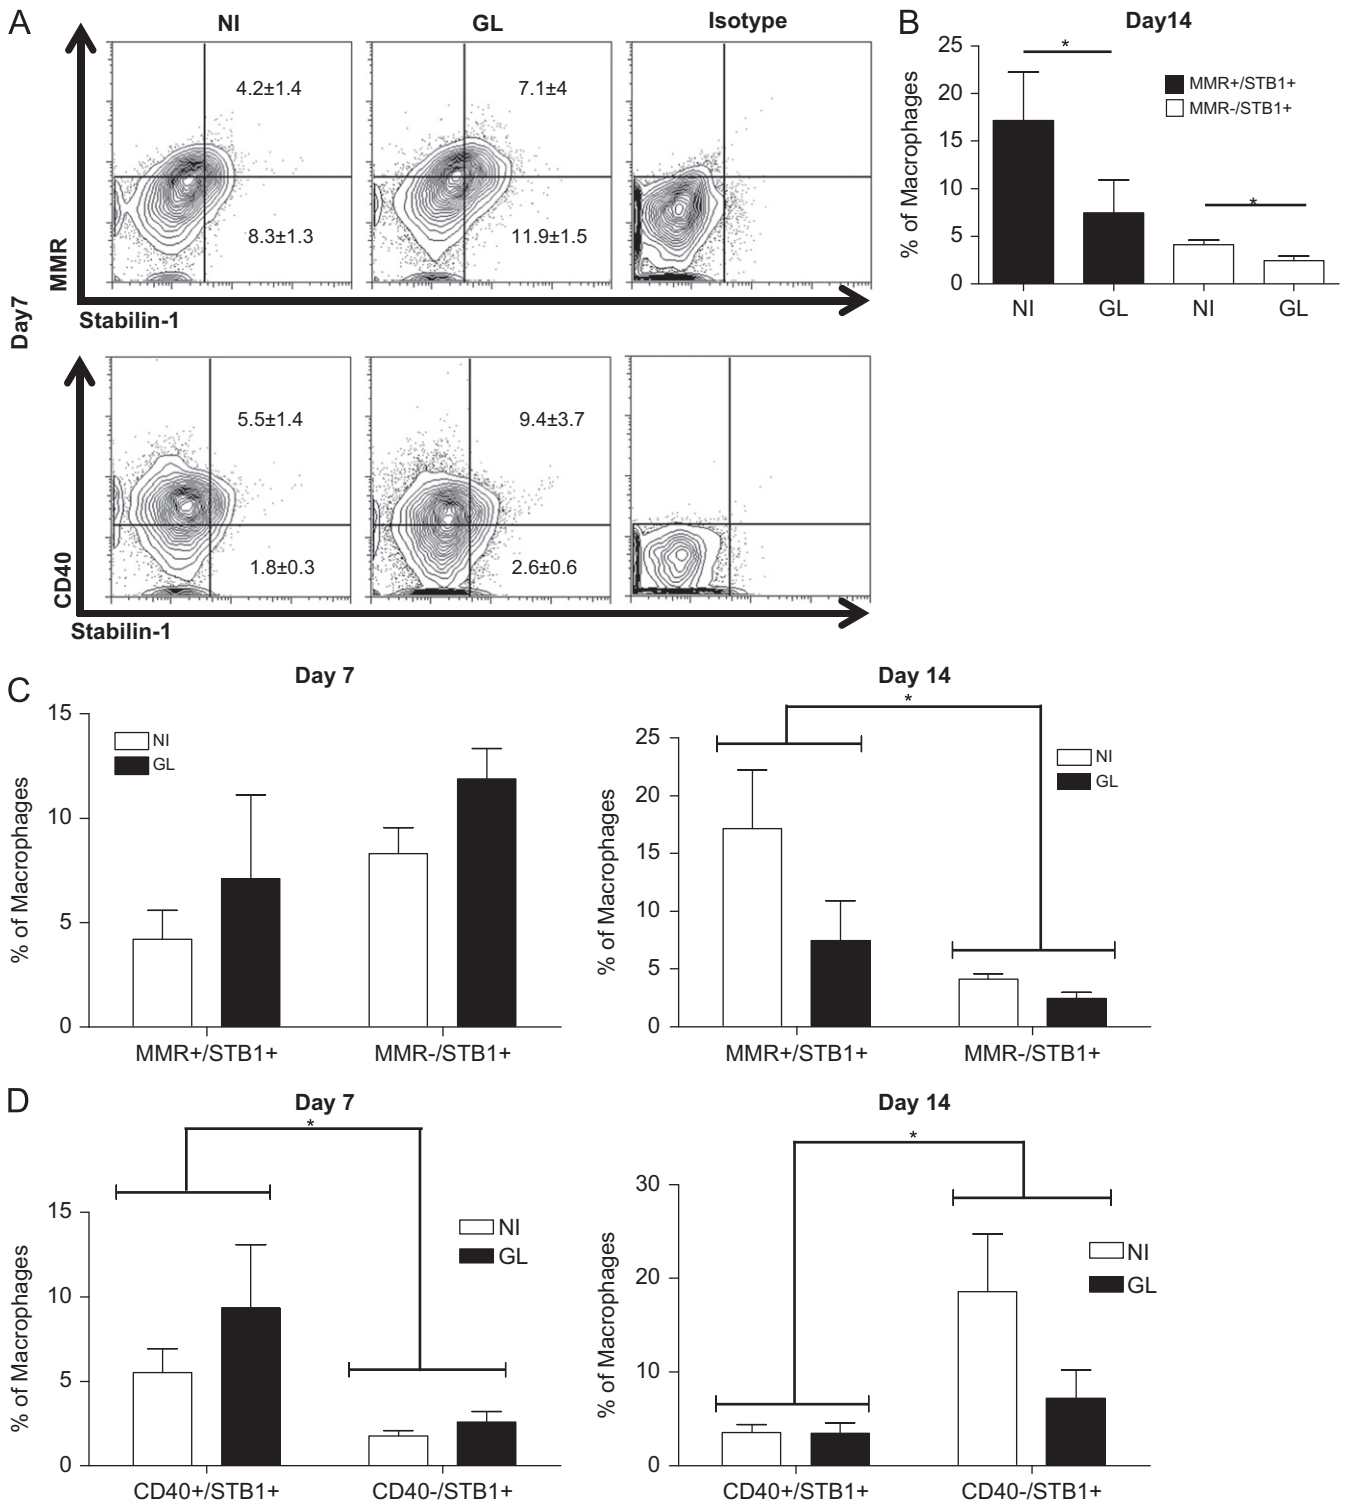 A
NI
GL
Isotype
4.2±1.4
7.1±4
8.3±1.3
11.9±1.5
MMR
Stabilin-1
Day7
5.5±1.4
9.4±3.7
1.8±0.3
2.6±0.6
CD40
Stabilin-1
B
Day14
25
20
15
10
5
0
% of Macrophages
*
*
MMR+/STB1+
MMR-/STB1+
NI
GL
NI
GL
C
Day 7
15
10
5
0
% of Macrophages
NI
GL
MMR+/STB1+
MMR-/STB1+
Day 14
*
25
20
15
10
5
0
% of Macrophages
NI
GL
MMR+/STB1+
MMR-/STB1+
D
Day 7
*
15
10
5
0
% of Macrophages
NI
GL
CD40+/STB1+
CD40-/STB1+
Day 14
*
30
20
10
0
% of Macrophages
NI
GL
CD40+/STB1+
CD40-/STB1+